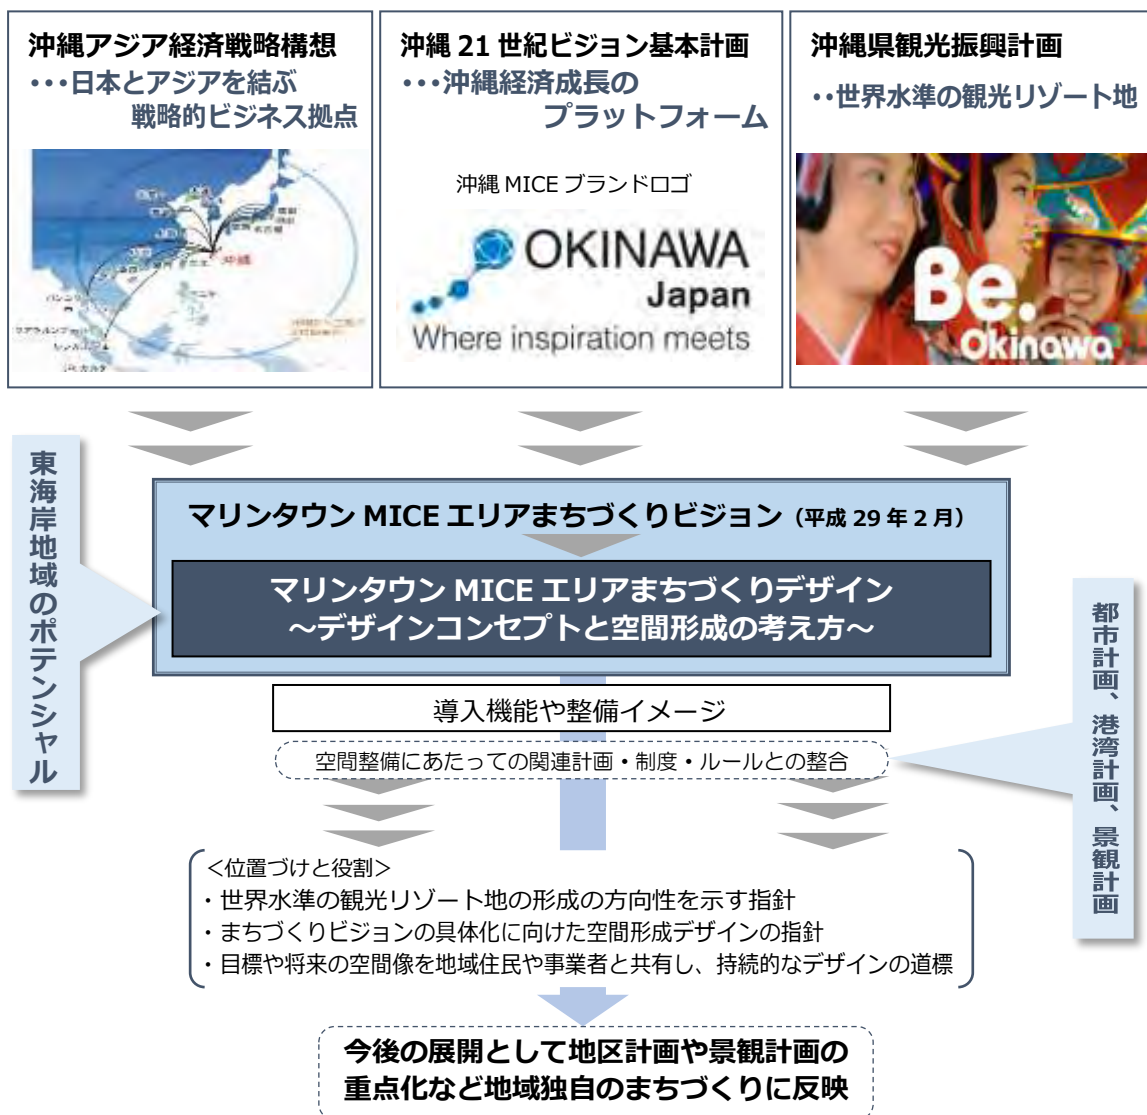 沖縄アジア経済戦略構想
・・・日本とアジアを結ぶ
戦略的ビジネス拠点
沖縄
沖縄 21 世紀ビジョン基本計画
・・・沖縄経済成長の
プラットフォーム
沖縄 MICE ブランドロゴ
OKINAWA
Japan
Where inspiration meets
沖縄県観光振興計画
・・世界水準の観光リゾート地
Be.
Okinawa
東海岸地域のポテンシャル
マリンタウン MICE エリアまちづくりビジョン（平成 29 年 2 月）
マリンタウン MICE エリアまちづくりデザイン
～デザインコンセプトと空間形成の考え方～
導入機能や整備イメージ
空間整備にあたっての関連計画・制度・ルールとの整合
都市計画、港湾計画、景観計画
＜位置づけと役割＞
・世界水準の観光リゾート地の形成の方向性を示す指針
・まちづくりビジョンの具体化に向けた空間形成デザインの指針
・目標や将来の空間像を地域住民や事業者と共有し、持続的なデザインの道標
今後の展開として地区計画や景観計画の
重点化など地域独自のまちづくりに反映